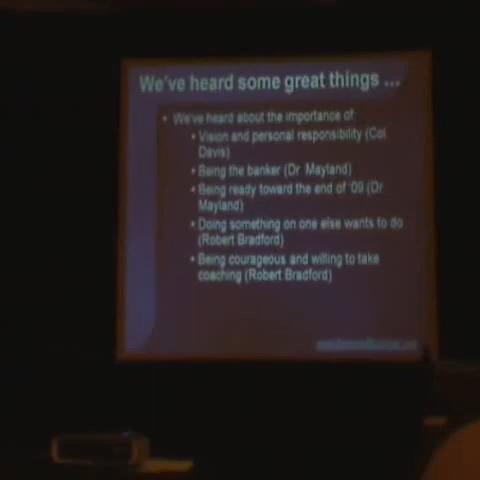 We've heard some great things ...
• We've heard about the importance of
• Vision and personal responsibility (Col
Davis)
• Being the banker (Dr Mayland)
• Being ready toward the end of '09 (Dr
Mayland)
• Doing something on one else wants to do
(Robert Bradford)
• Being courageous and willing to take
coaching (Robert Bradford)